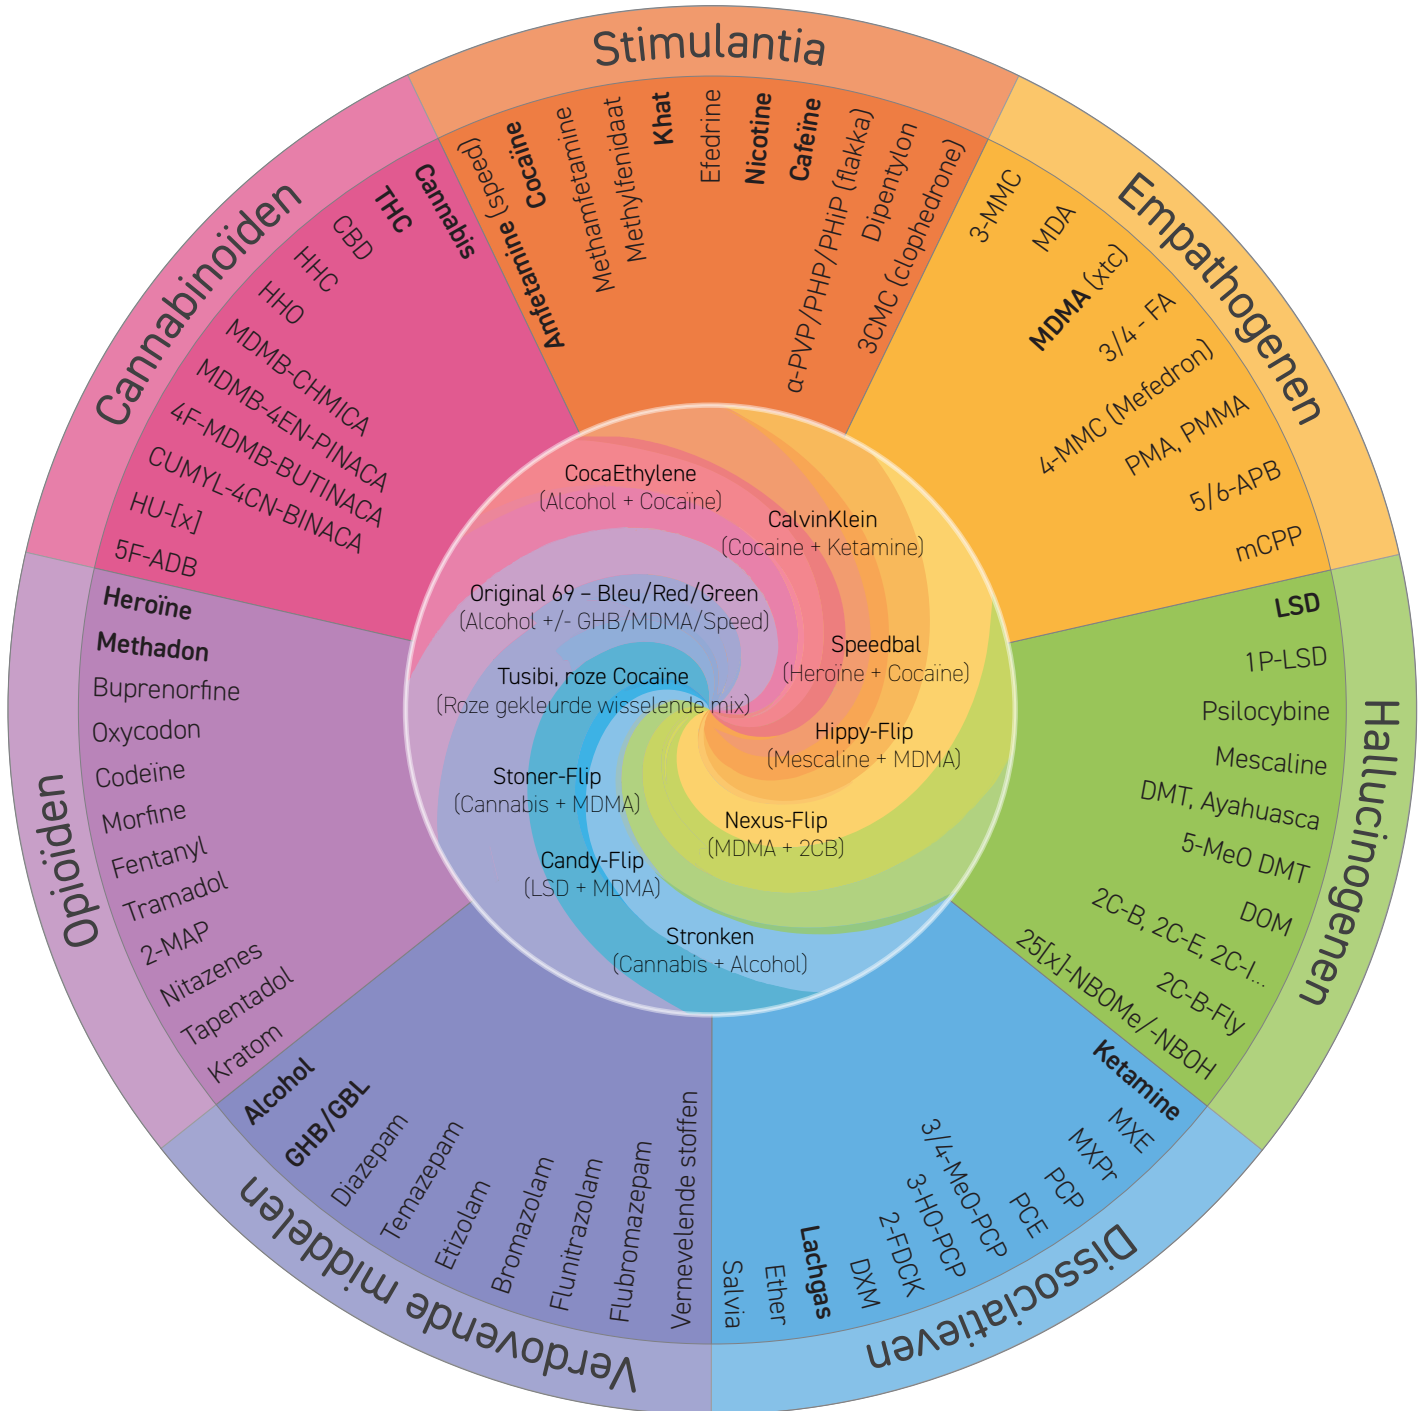 Stimulantia
Amfetamine (speed)
Cocaïne
Methamfetamine
Methylfenidaat
Khat
Efedrine
Nicotine
Cafeïne
α-PVP/PHP/PHiP (flakka)
Dipentylon
3CMC (clophedrone)
Empathogenen
3-MMC
MDA
MDMA (xtc)
3/4 - FA
4-MMC (Mefedron)
PMA, PMMA
5/6-APB
mCPP
Hallucinogenen
LSD
1P-LSD
Psilocybine
Mescaline
DMT, Ayahuasca
5-MeO DMT
DOM
2C-B, 2C-E, 2C-I...
2C-B-Fly
25[x]-NBOMe/-NBOH
Dissociatieven
Ketamine
MXE
MXPr
PCP
PCE
3/4-MeO-PCP
3-HO-PCP
2-FDCK
DXM
Lachgas
Ether
Salvia
Verdovende middelen
Vernevelende stoffen
Flubromazepam
Flunitrazolam
Bromazolam
Etizolam
Temazepam
Diazepam
GHB/GBL
Alcohol
Opioïden
Heroïne
Methadon
Buprenorfine
Oxycodon
Codeïne
Morfine
Fentanyl
Tramadol
2-MAP
Nitazenes
Tapentadol
Kratom
Cannabinoïden
Cannabis
THC
CBD
HHC
HHO
MDMB-CHMICA
MDMB-4EN-PINACA
4F-MDMB-BUTINACA
CUMYL-4CN-BINACA
HU-[x]
5F-ADB
CocaEthylene
(Alcohol + Cocaïne)
CalvinKlein
(Cocaine + Ketamine)
Original 69 – Bleu/Red/Green
(Alcohol +/- GHB/MDMA/Speed)
Speedbal
(Heroïne + Cocaïne)
Tusibi, roze Cocaïne
(Roze gekleurde wisselende mix)
Hippy-Flip
(Mescaline + MDMA)
Stoner-Flip
(Cannabis + MDMA)
Nexus-Flip
(MDMA + 2CB)
Candy-Flip
(LSD + MDMA)
Stronken
(Cannabis + Alcohol)